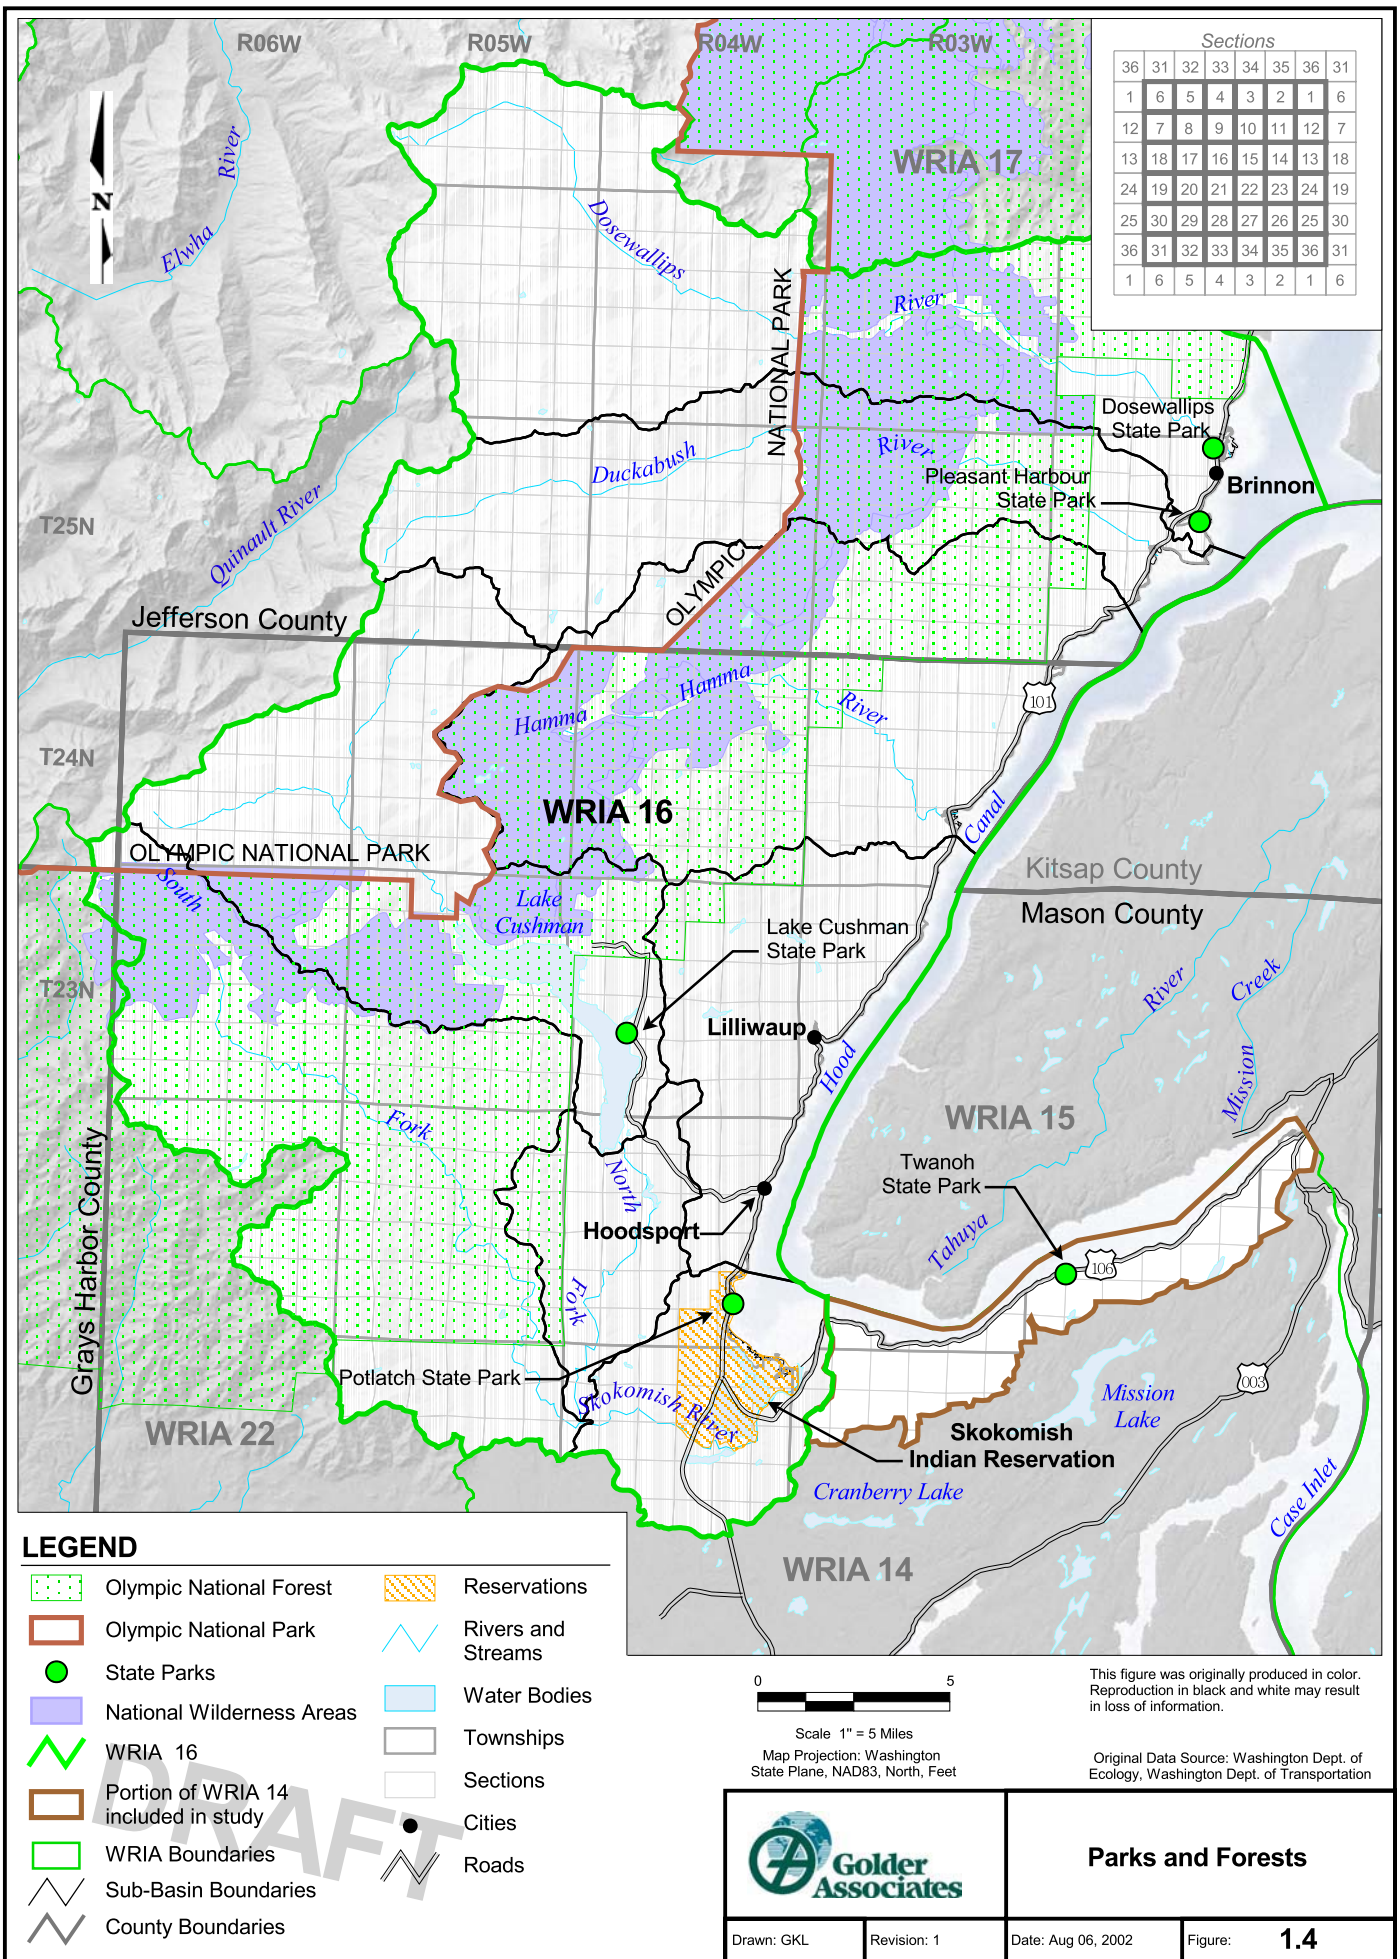 R06W
R05W
R04W
R03W
Sections
36 31 32 33 34 35 36 31
1 6 5 4 3 2 1 6
12 7 8 9 10 11 12 7
13 18 17 16 15 14 13 18
24 19 20 21 22 23 24 19
25 30 29 28 27 26 25 30
36 31 32 33 34 35 36 31
1 6 5 4 3 2 1 6
WRIA 17
Elwha
River
N
Dosewallips
River
NATIONAL PARK
Dosewallips
State Park
Duckabush
River
Pleasant Harbour
State Park
Brinnon
T25N
Quinault River
OLYMPIC
Jefferson County
Hamma
Hamma
River
101
T24N
WRIA 16
Canal
OLYMPIC NATIONAL PARK
Kitsap County
Mason County
South
Lake
Cushman
Lake Cushman
State Park
T23N
River
Creek
Lilliwaup
Hood
Mission
WRIA 15
Fork
Grays Harbor County
North
Twanoh
State Park
Hoodsport
Tahuya
106
Fork
Potlatch State Park
Skokomish River
003
Mission
Lake
WRIA 22
Skokomish
Indian Reservation
Cranberry Lake
Case Inlet
WRIA 14
LEGEND
Olympic National Forest
Olympic National Park
State Parks
National Wilderness Areas
WRIA 16
Portion of WRIA 14
included in study
WRIA Boundaries
Sub-Basin Boundaries
County Boundaries
Reservations
Rivers and
Streams
Water Bodies
Townships
Sections
Cities
Roads
DRAFT
0 5
Scale 1" = 5 Miles
Map Projection: Washington
State Plane, NAD83, North, Feet
This figure was originally produced in color.
Reproduction in black and white may result
in loss of information.
Original Data Source: Washington Dept. of
Ecology, Washington Dept. of Transportation
Golder
Associates
Parks and Forests
Drawn: GKL
Revision: 1
Date: Aug 06, 2002
Figure: 1.4